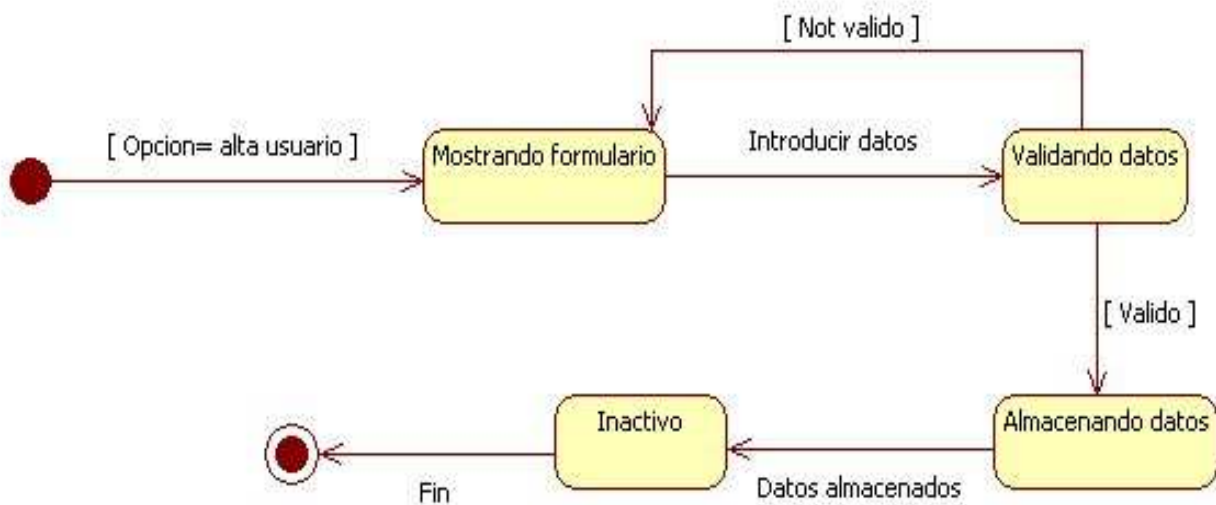 [ Not valido ]
[ Opcion= alta usuario ]
Mostrando formulario
Introducir datos
Validando datos
[ Valido ]
Inactivo
Almacenando datos
Fin
Datos almacenados